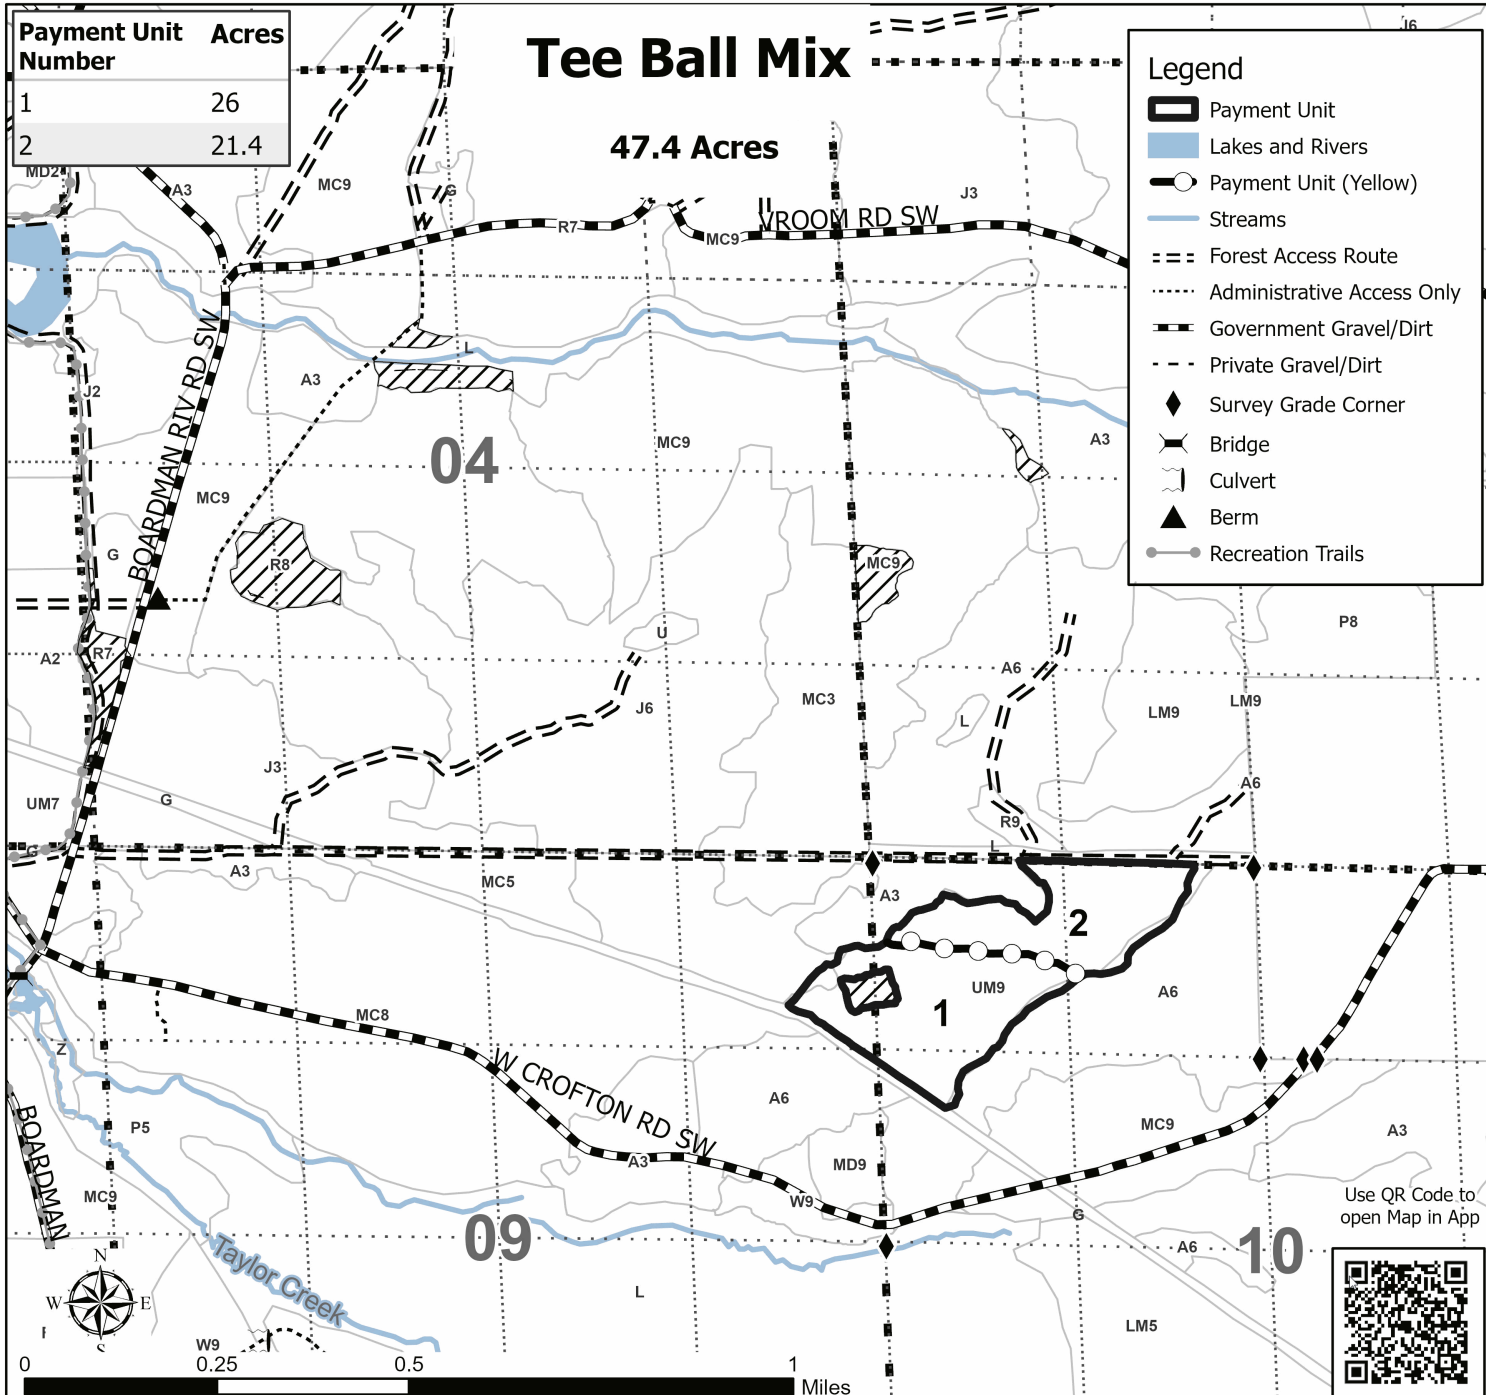 Payment Unit Number Acres
1 26
2 21.4
Tee Ball Mix
47.4 Acres
Legend
Payment Unit
Lakes and Rivers
Payment Unit (Yellow)
Streams
Forest Access Route
Administrative Access Only
Government Gravel/Dirt
Private Gravel/Dirt
Survey Grade Corner
Bridge
Culvert
Berm
Recreation Trails
J6
MD2
A3
MC9
G
J3
R7
MC9
VROOM RD SW
L
A3
J2
BOARDMAN RIV RD SW
04
MC9
A3
MC9
G
R8
MC9
U
P8
A2
R7
A6
J6
MC3
L
LM9
LM9
J3
A6
UM7
G
R9
G
L
A3
MC5
A3
2
UM9
A6
1
MC8
Z
W CROFTON RD SW
A6
MC9
A3
P5
BOARDMAN
A3
MD9
MC9
W9
G
Use QR Code to
open Map in App
09
A6
10
Taylor Creek
N
W E
S
L
LM5
W9
0 0.25 0.5 1
Miles